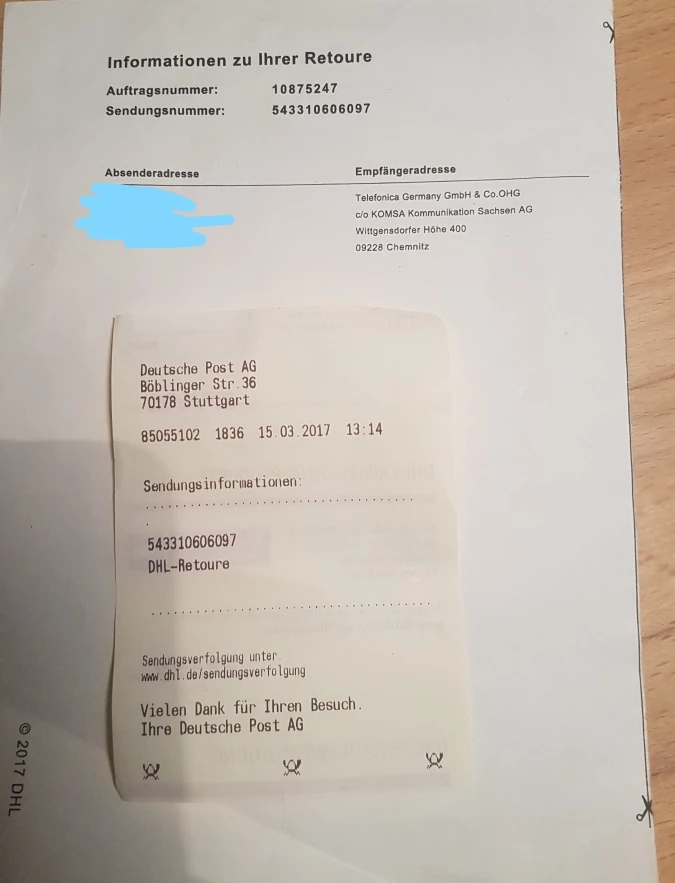 Informationen zu Ihrer Retoure
Auftragsnummer: 10875247
Sendungsnummer: 543310606097
Absenderadresse
Empfängeradresse
Telefonica Germany GmbH & Co.OHG
c/o KOMSA Kommunikation Sachsen AG
Wittgensdorfer Höhe 400
09228 Chemnitz
Deutsche Post AG
Böblinger Str.36
70178 Stuttgart
85055102 1836 15.03.2017 13:14
Sendungsinformationen:
543310606097
DHL-Retoure
Sendungsverfolgung unter
www.dhl.de/sendungsverfolgung
Vielen Dank für Ihren Besuch.
Ihre Deutsche Post AG
© 2017 DHL